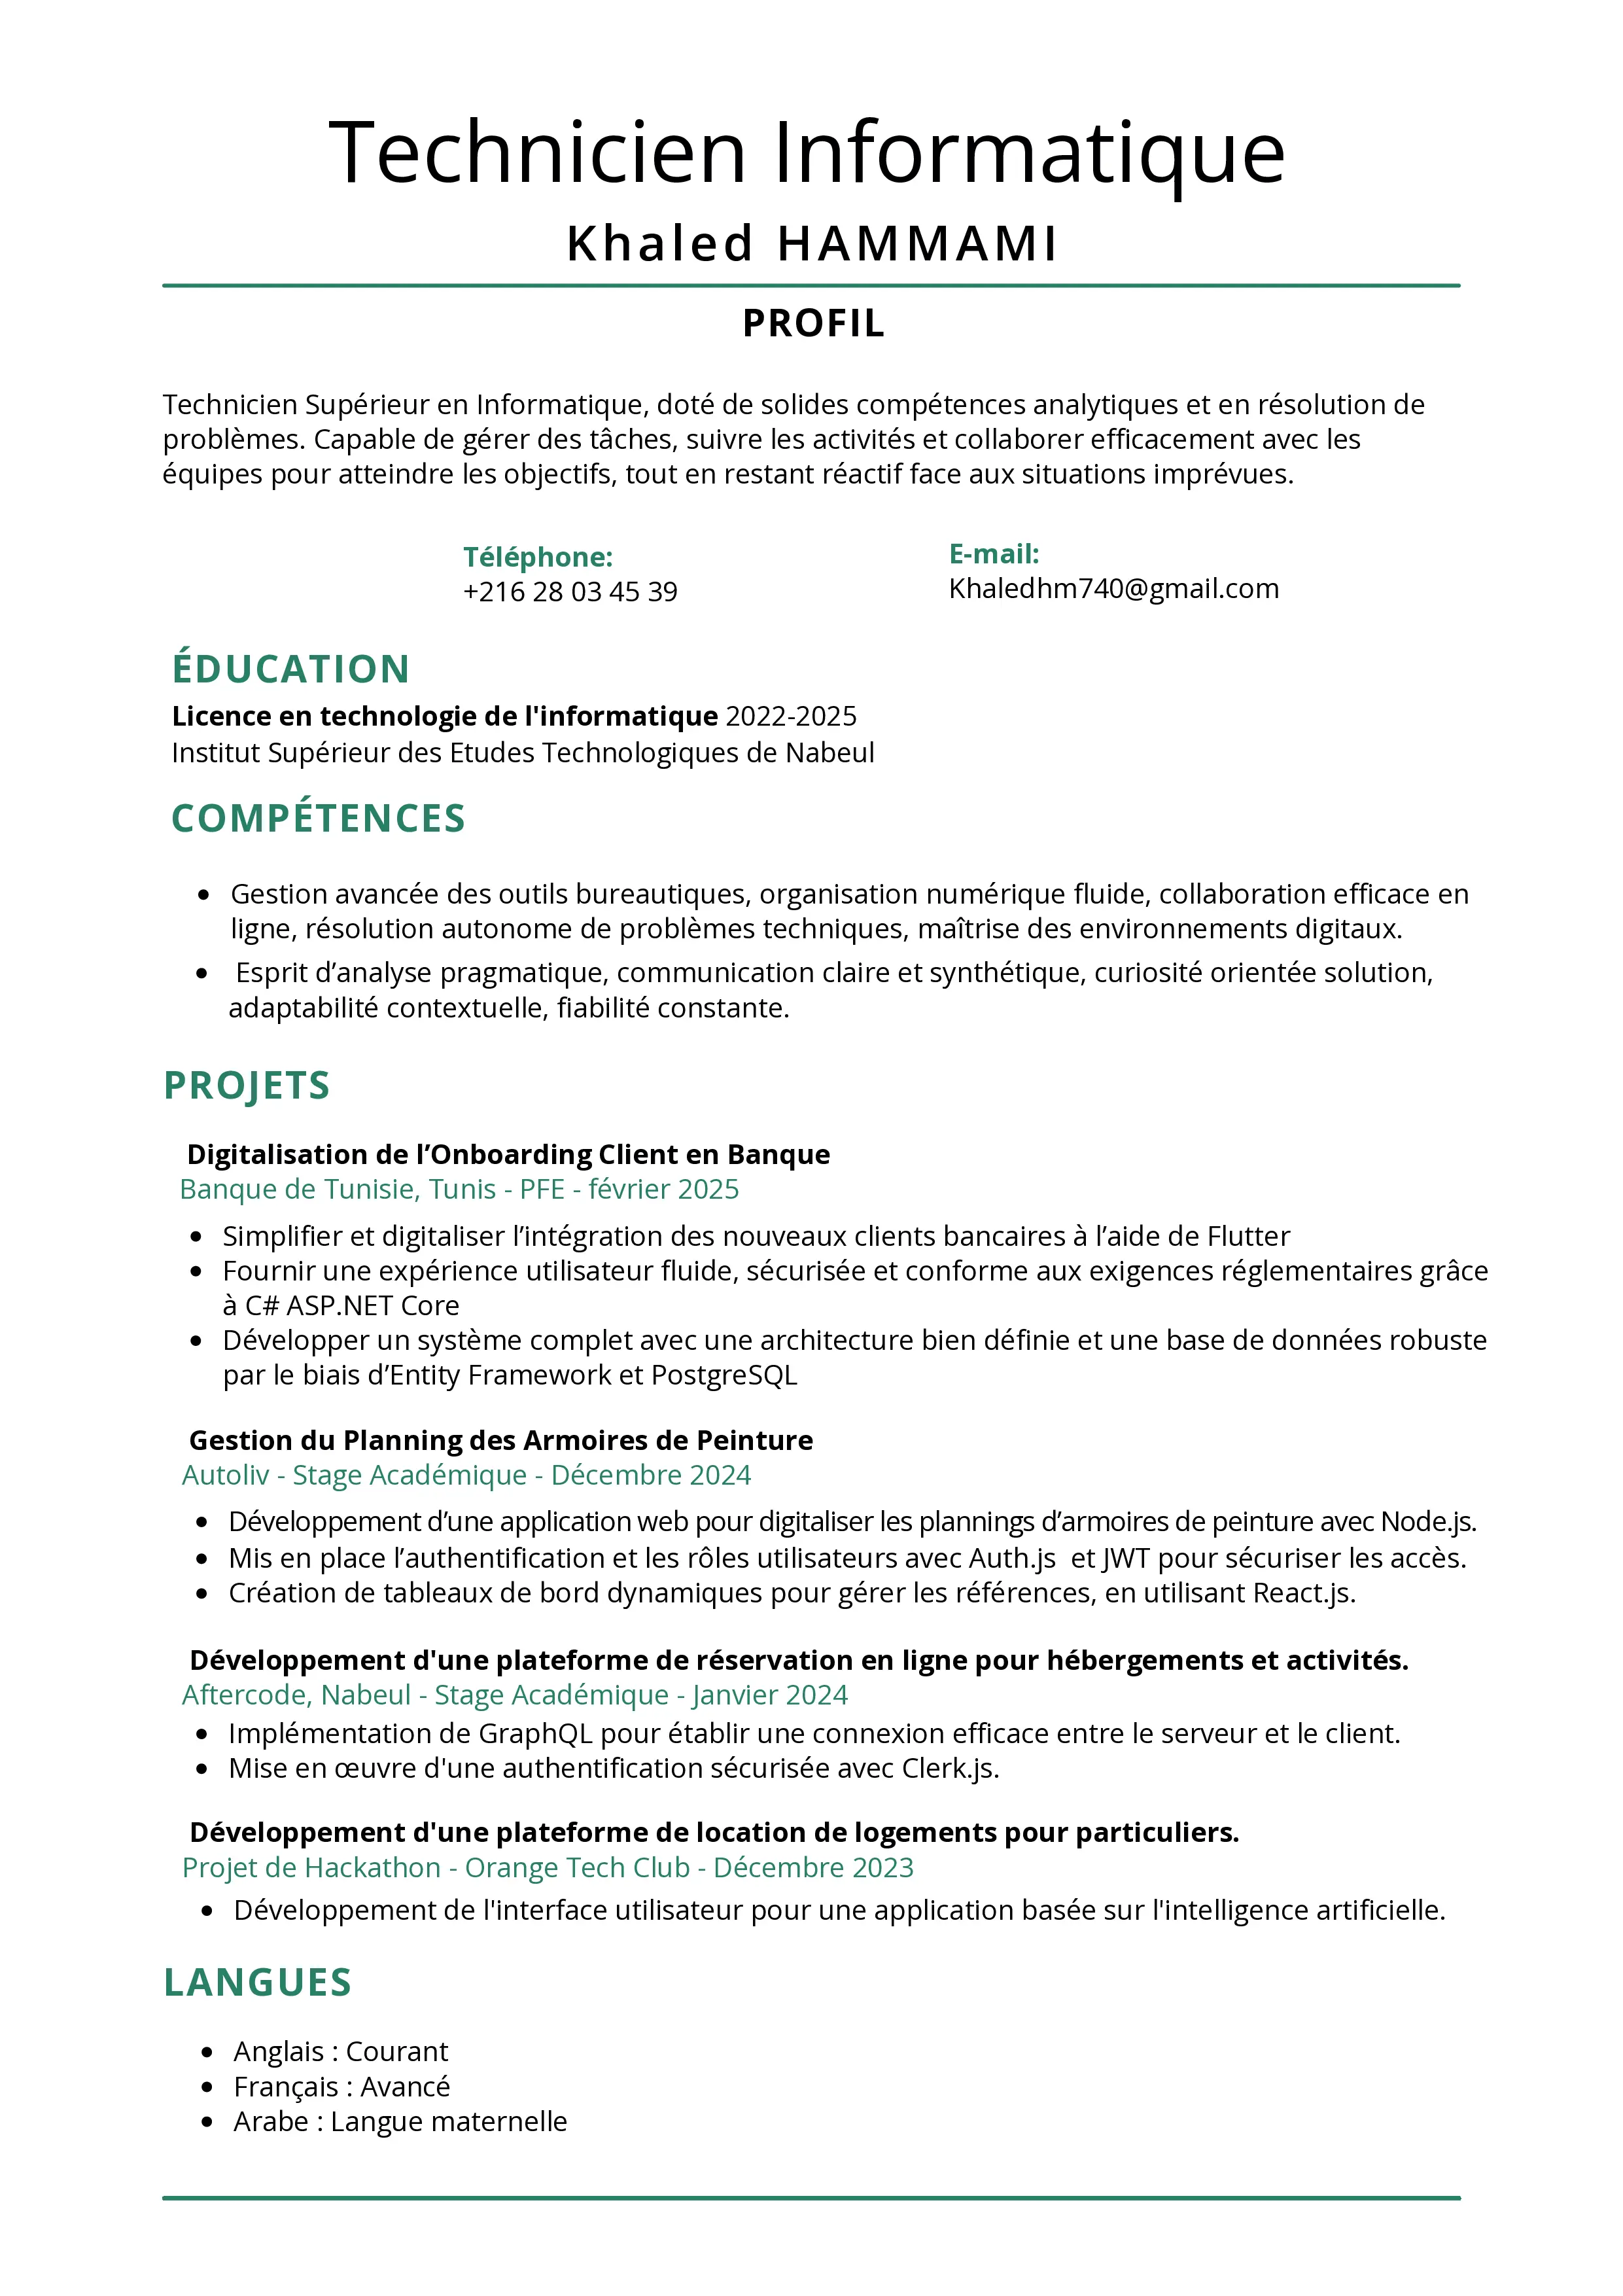 Technicien Informatique
Khaled HAMMAMI
PROFIL
Technicien Supérieur en Informatique, doté de solides compétences analytiques et en résolution de
problèmes. Capable de gérer des tâches, suivre les activités et collaborer efficacement avec les
équipes pour atteindre les objectifs, tout en restant réactif face aux situations imprévues.
Téléphone:
+216 28 03 45 39
E-mail:
Khaledhm740@gmail.com
ÉDUCATION
Licence en technologie de l'informatique 2022-2025
Institut Supérieur des Etudes Technologiques de Nabeul
COMPÉTENCES
• Gestion avancée des outils bureautiques, organisation numérique fluide, collaboration efficace en
ligne, résolution autonome de problèmes techniques, maîtrise des environnements digitaux.
• Esprit d’analyse pragmatique, communication claire et synthétique, curiosité orientée solution,
adaptabilité contextuelle, fiabilité constante.
PROJETS
Digitalisation de l’Onboarding Client en Banque
Banque de Tunisie, Tunis - PFE - février 2025
• Simplifier et digitaliser l’intégration des nouveaux clients bancaires à l’aide de Flutter
• Fournir une expérience utilisateur fluide, sécurisée et conforme aux exigences réglementaires grâce
à C# ASP.NET Core
• Développer un système complet avec une architecture bien définie et une base de données robuste
par le biais d’Entity Framework et PostgreSQL
Gestion du Planning des Armoires de Peinture
Autoliv - Stage Académique - Décembre 2024
• Développement d’une application web pour digitaliser les plannings d’armoires de peinture avec Node.js.
• Mis en place l’authentification et les rôles utilisateurs avec Auth.js et JWT pour sécuriser les accès.
• Création de tableaux de bord dynamiques pour gérer les références, en utilisant React.js.
Développement d'une plateforme de réservation en ligne pour hébergements et activités.
Aftercode, Nabeul - Stage Académique - Janvier 2024
• Implémentation de GraphQL pour établir une connexion efficace entre le serveur et le client.
• Mise en œuvre d'une authentification sécurisée avec Clerk.js.
Développement d'une plateforme de location de logements pour particuliers.
Projet de Hackathon - Orange Tech Club - Décembre 2023
• Développement de l'interface utilisateur pour une application basée sur l'intelligence artificielle.
LANGUES
• Anglais : Courant
• Français : Avancé
• Arabe : Langue maternelle